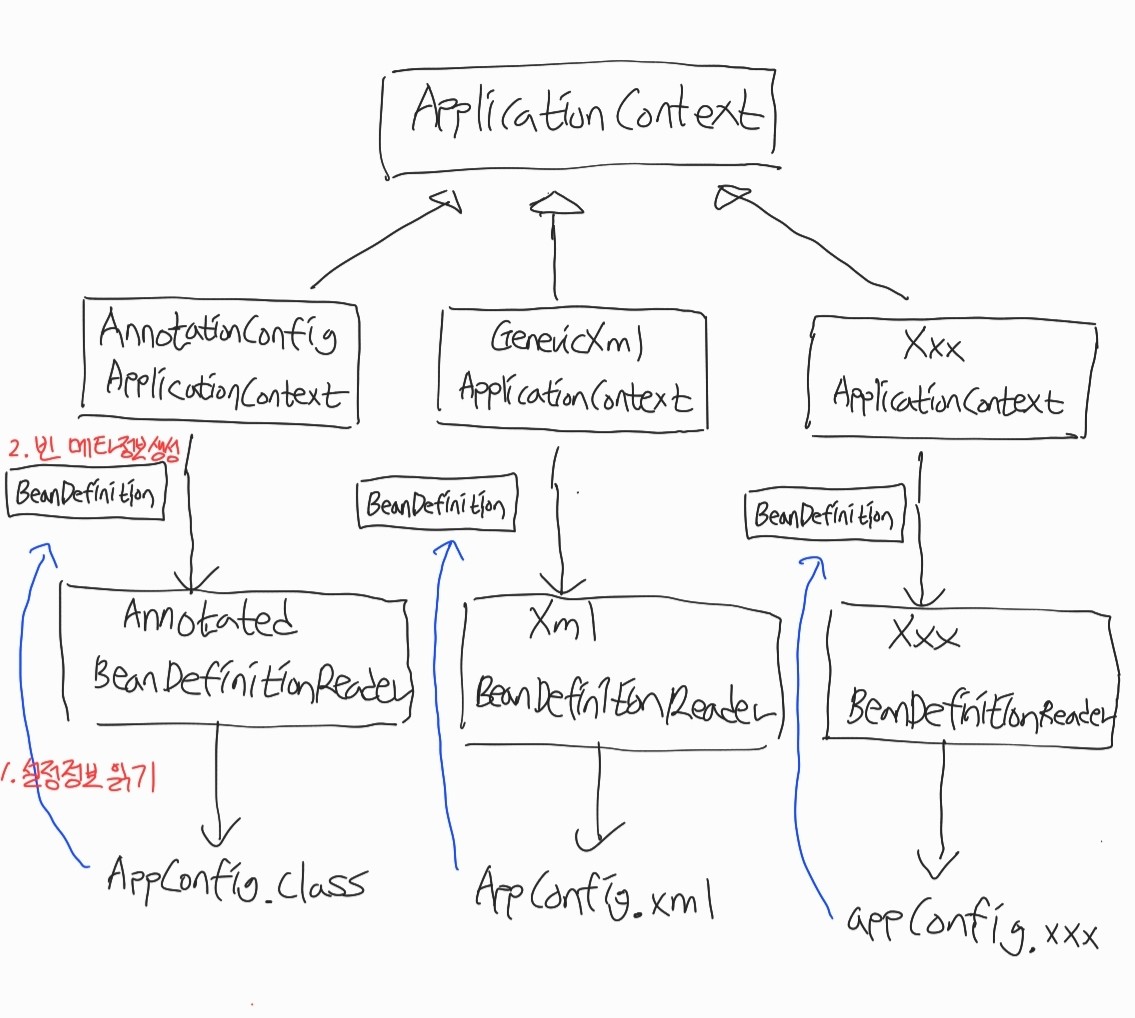 ApplicationContext
AnnotationConfig
ApplicationContext
GenericXml
ApplicationContext
Xxx
ApplicationContext
2. 빈 메타정보생성
BeanDefinition
BeanDefinition
BeanDefinition
Annotated
BeanDefinitionReader
Xml
BeanDefinitionReader
Xxx
BeanDefinitionReader
1. 설정정보 읽기
AppConfig.class
AppConfig.xml
appConfig.xxx